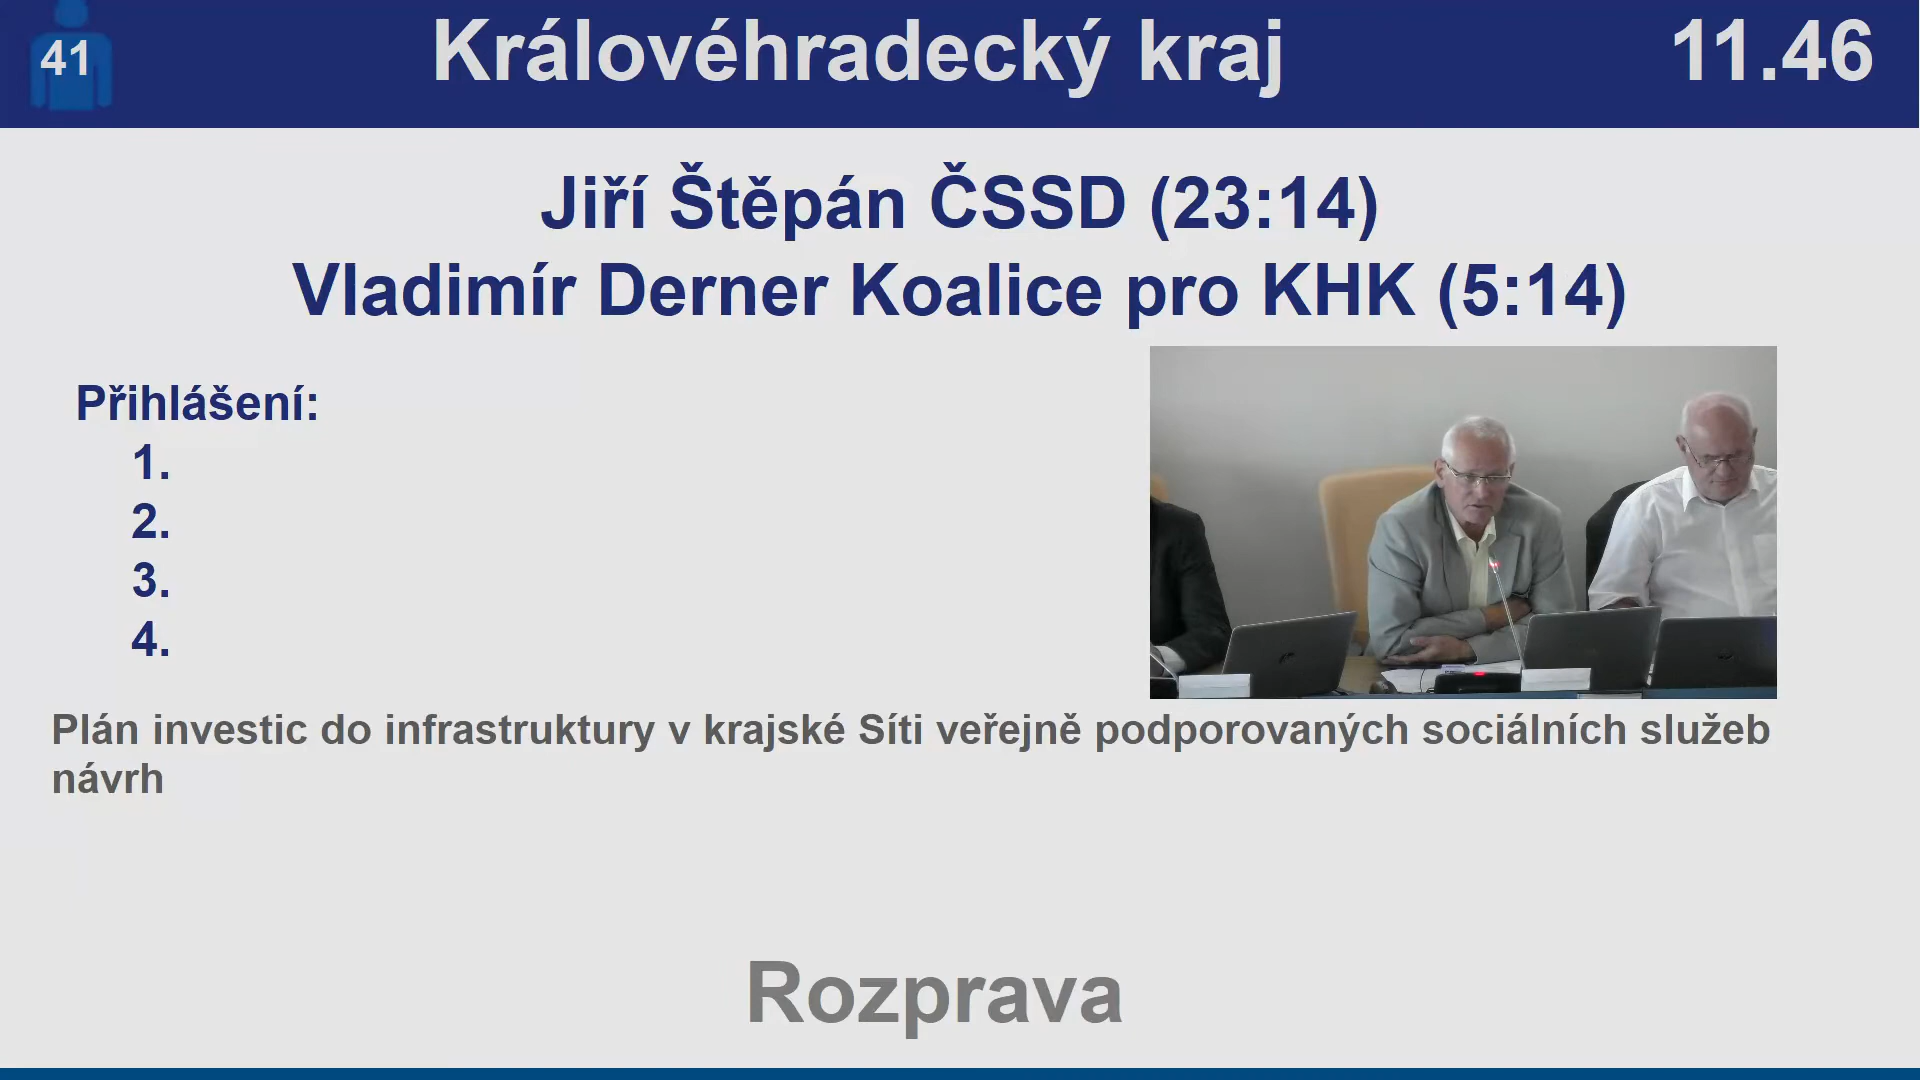 41
Královéhradecký kraj
11.46
Jiří Štěpán ČSSD (23:14)
Vladimír Derner Koalice pro KHK (5:14)
Přihlášení:
1.
2.
3.
4.
Plán investic do infrastruktury v krajské Síti veřejně podporovaných sociálních služeb
návrh
Rozprava